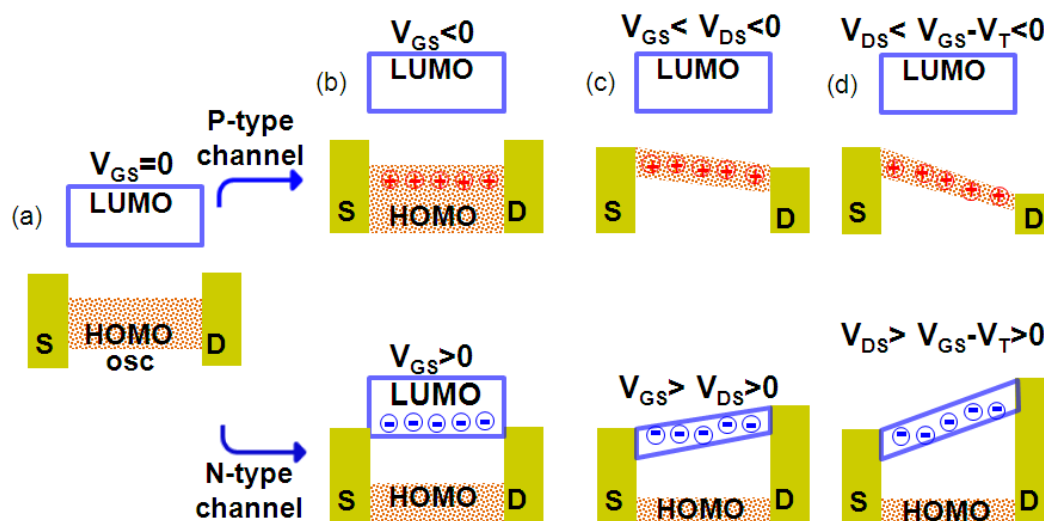 (a)
V_GS=0
LUMO
S
HOMO
D
osc
P-type
channel
N-type
channel
(b)
V_GS<0
LUMO
+ + + + +
S
HOMO
D
(c)
V_GS< V_DS<0
LUMO
+ + + + +
S
D
(d)
V_DS< V_GS-V_T<0
LUMO
+ + + + +
S
D
V_GS>0
LUMO
- - - - -
S
HOMO
D
V_GS> V_DS>0
- - - - -
S
HOMO
D
V_DS> V_GS-V_T>0
- - - - -
S
HOMO
D